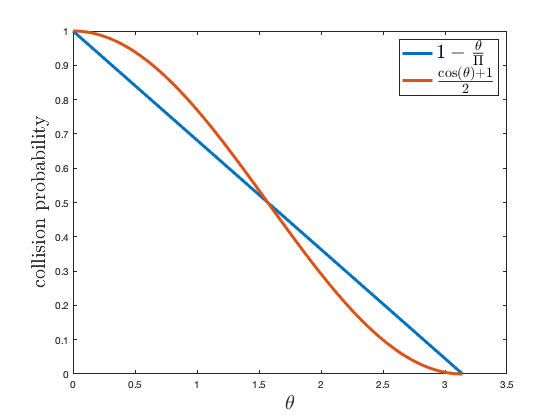 1 − θ/Π
(cos(θ)+1)/2
collision probability
1
0.9
0.8
0.7
0.6
0.5
0.4
0.3
0.2
0.1
0
0 0.5 1 1.5 2 2.5 3 3.5
θ